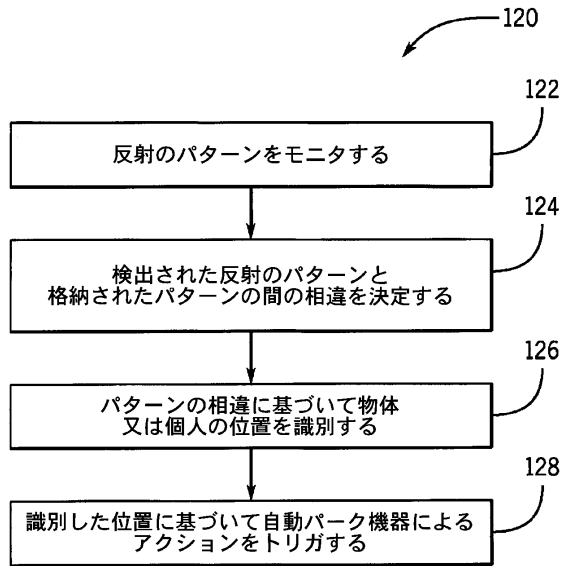 120
122
反射のパターンをモニタする
124
検出された反射のパターンと
格納されたパターンの間の相違を決定する
126
パターンの相違に基づいて物体
又は個人の位置を識別する
128
識別した位置に基づいて自動パーク機器による
アクションをトリガする